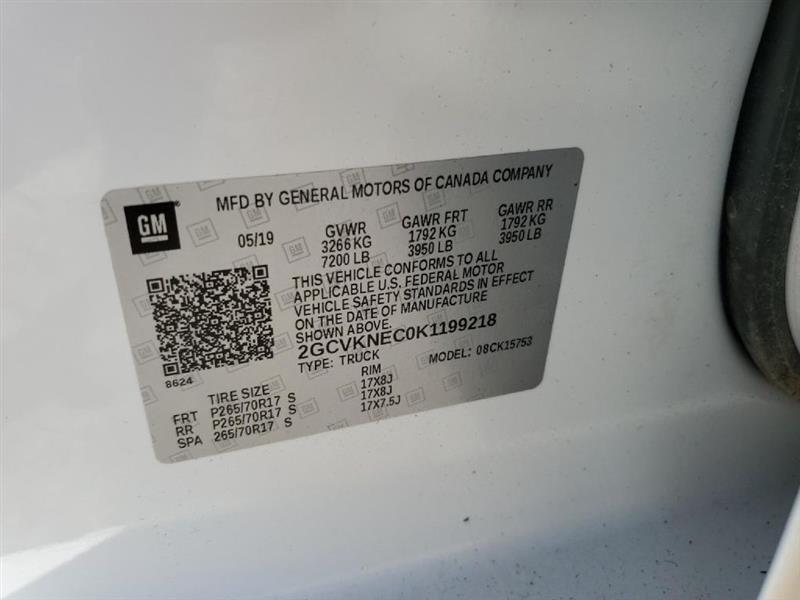 GM
MFD BY GENERAL MOTORS OF CANADA COMPANY
05/19 GVWR GAWR FRT GAWR RR
3266 KG 1792 KG 1792 KG
7200 LB 3950 LB 3950 LB
THIS VEHICLE CONFORMS TO ALL
APPLICABLE U.S. FEDERAL MOTOR
VEHICLE SAFETY STANDARDS IN EFFECT
ON THE DATE OF MANUFACTURE
SHOWN ABOVE.
2GCVKNEC0K1199218
TYPE: TRUCK MODEL: 08CK15753
8624
TIRE SIZE RIM
FRT P265/70R17 S 17X8J
RR P265/70R17 S 17X8J
SPA 265/70R17 S 17X7.5J